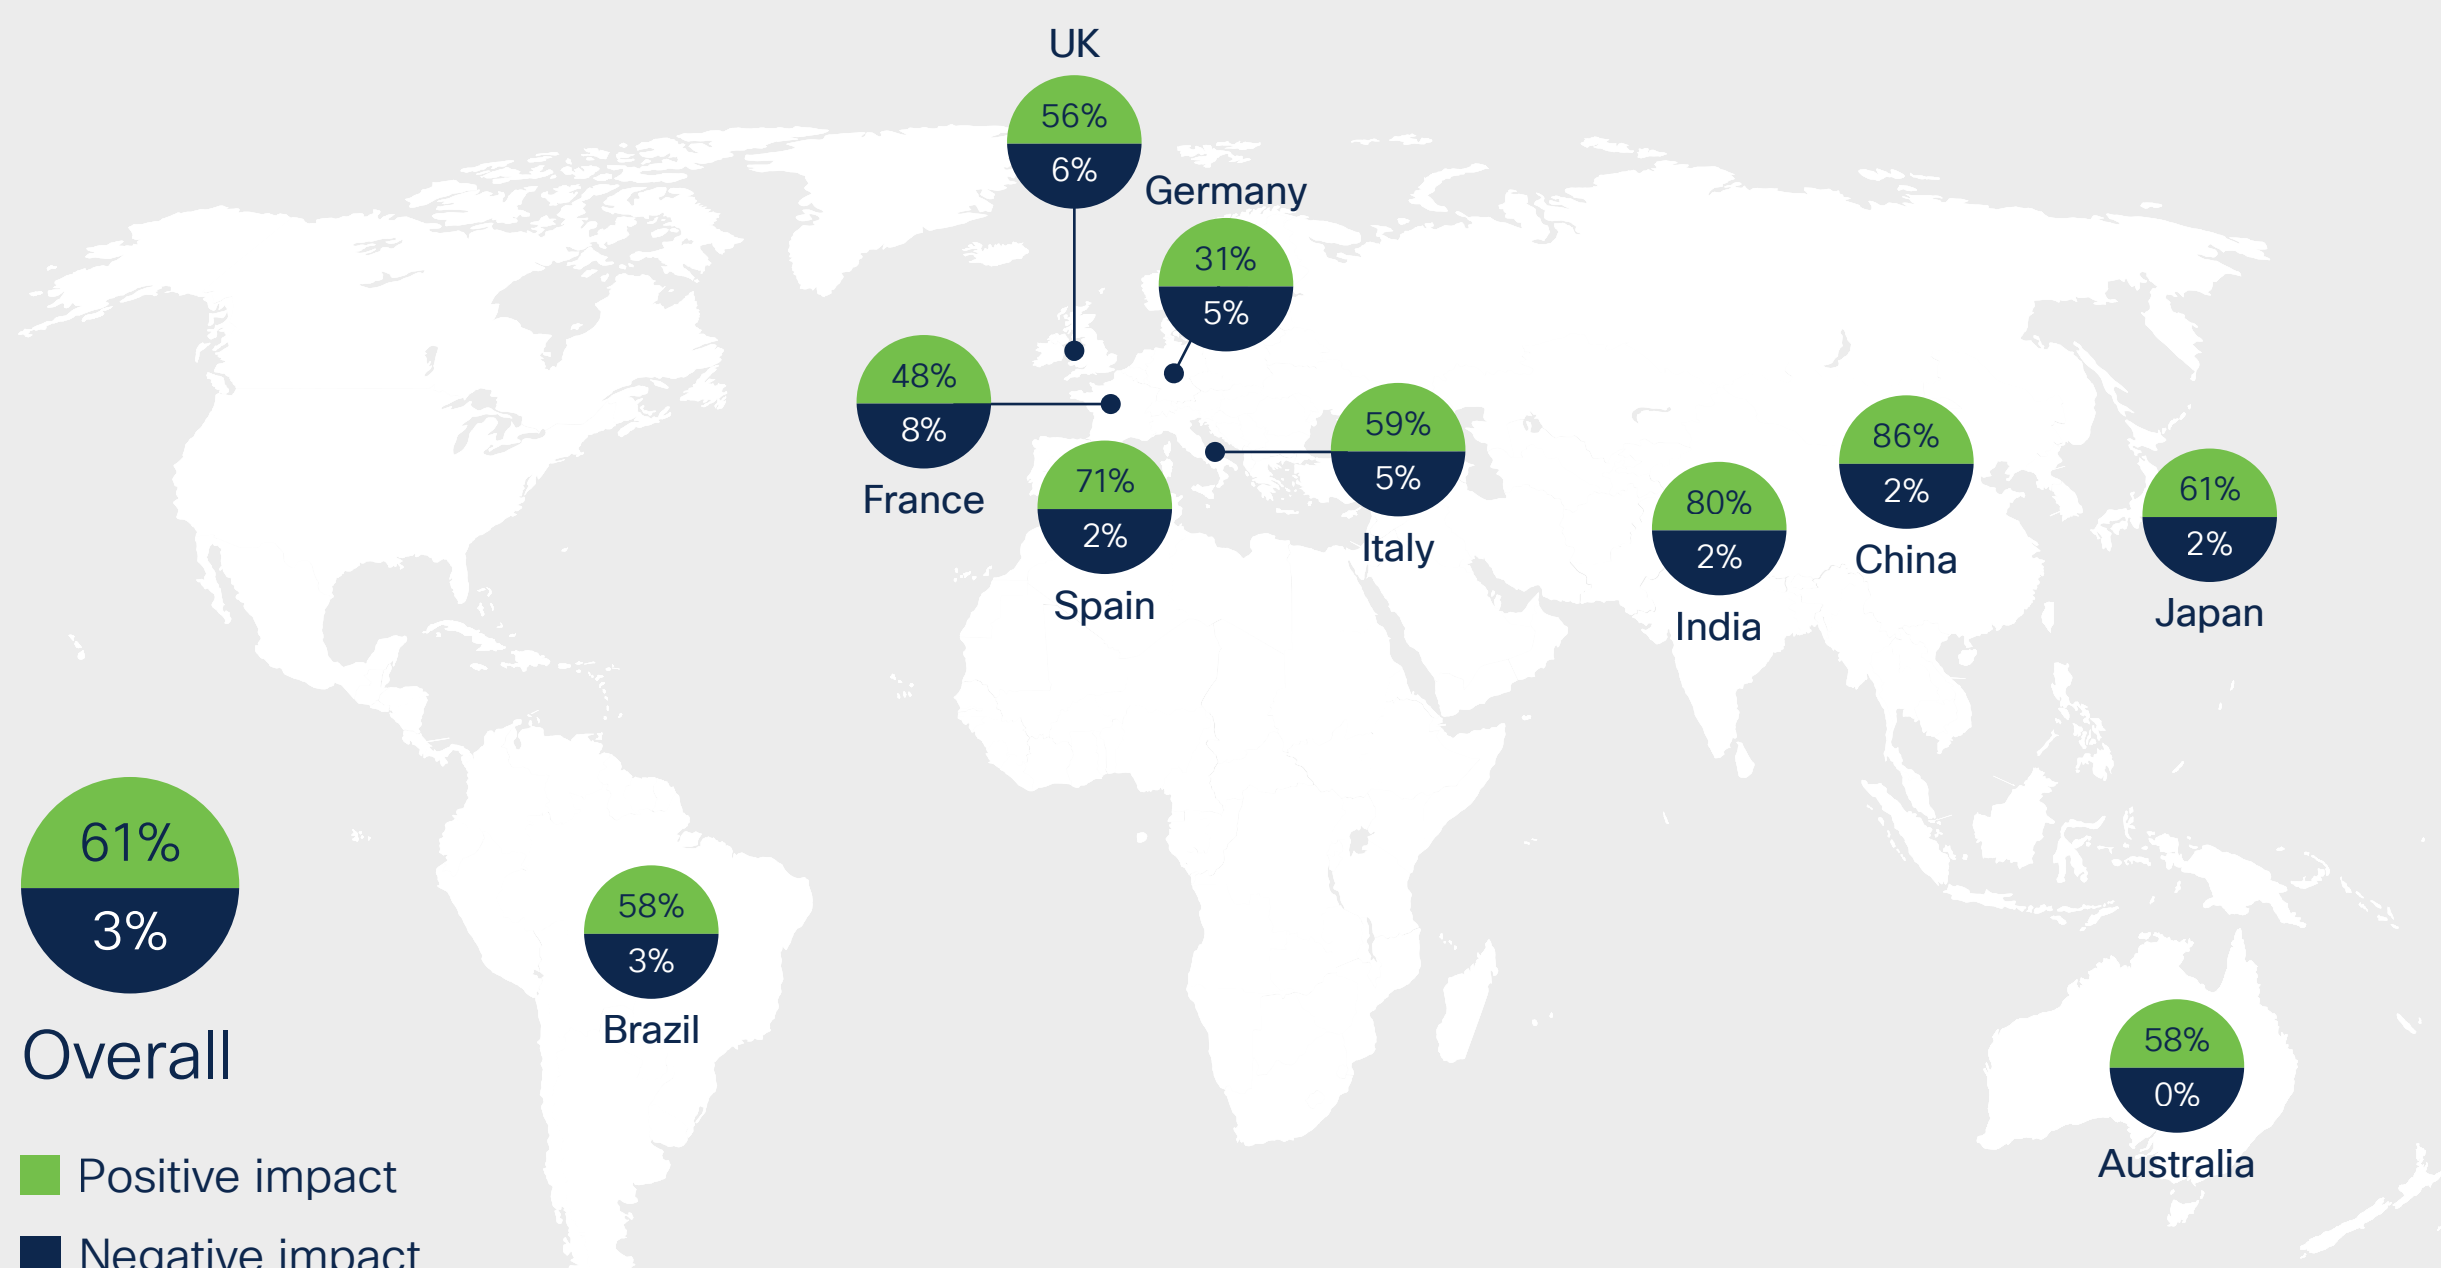 UK
56%
6%
Germany
31%
5%
48%
8%
France
59%
5%
Italy
71%
2%
Spain
86%
2%
China
80%
2%
India
61%
2%
Japan
61%
3%
Overall
58%
3%
Brazil
58%
0%
Australia
Positive impact
Negative impact